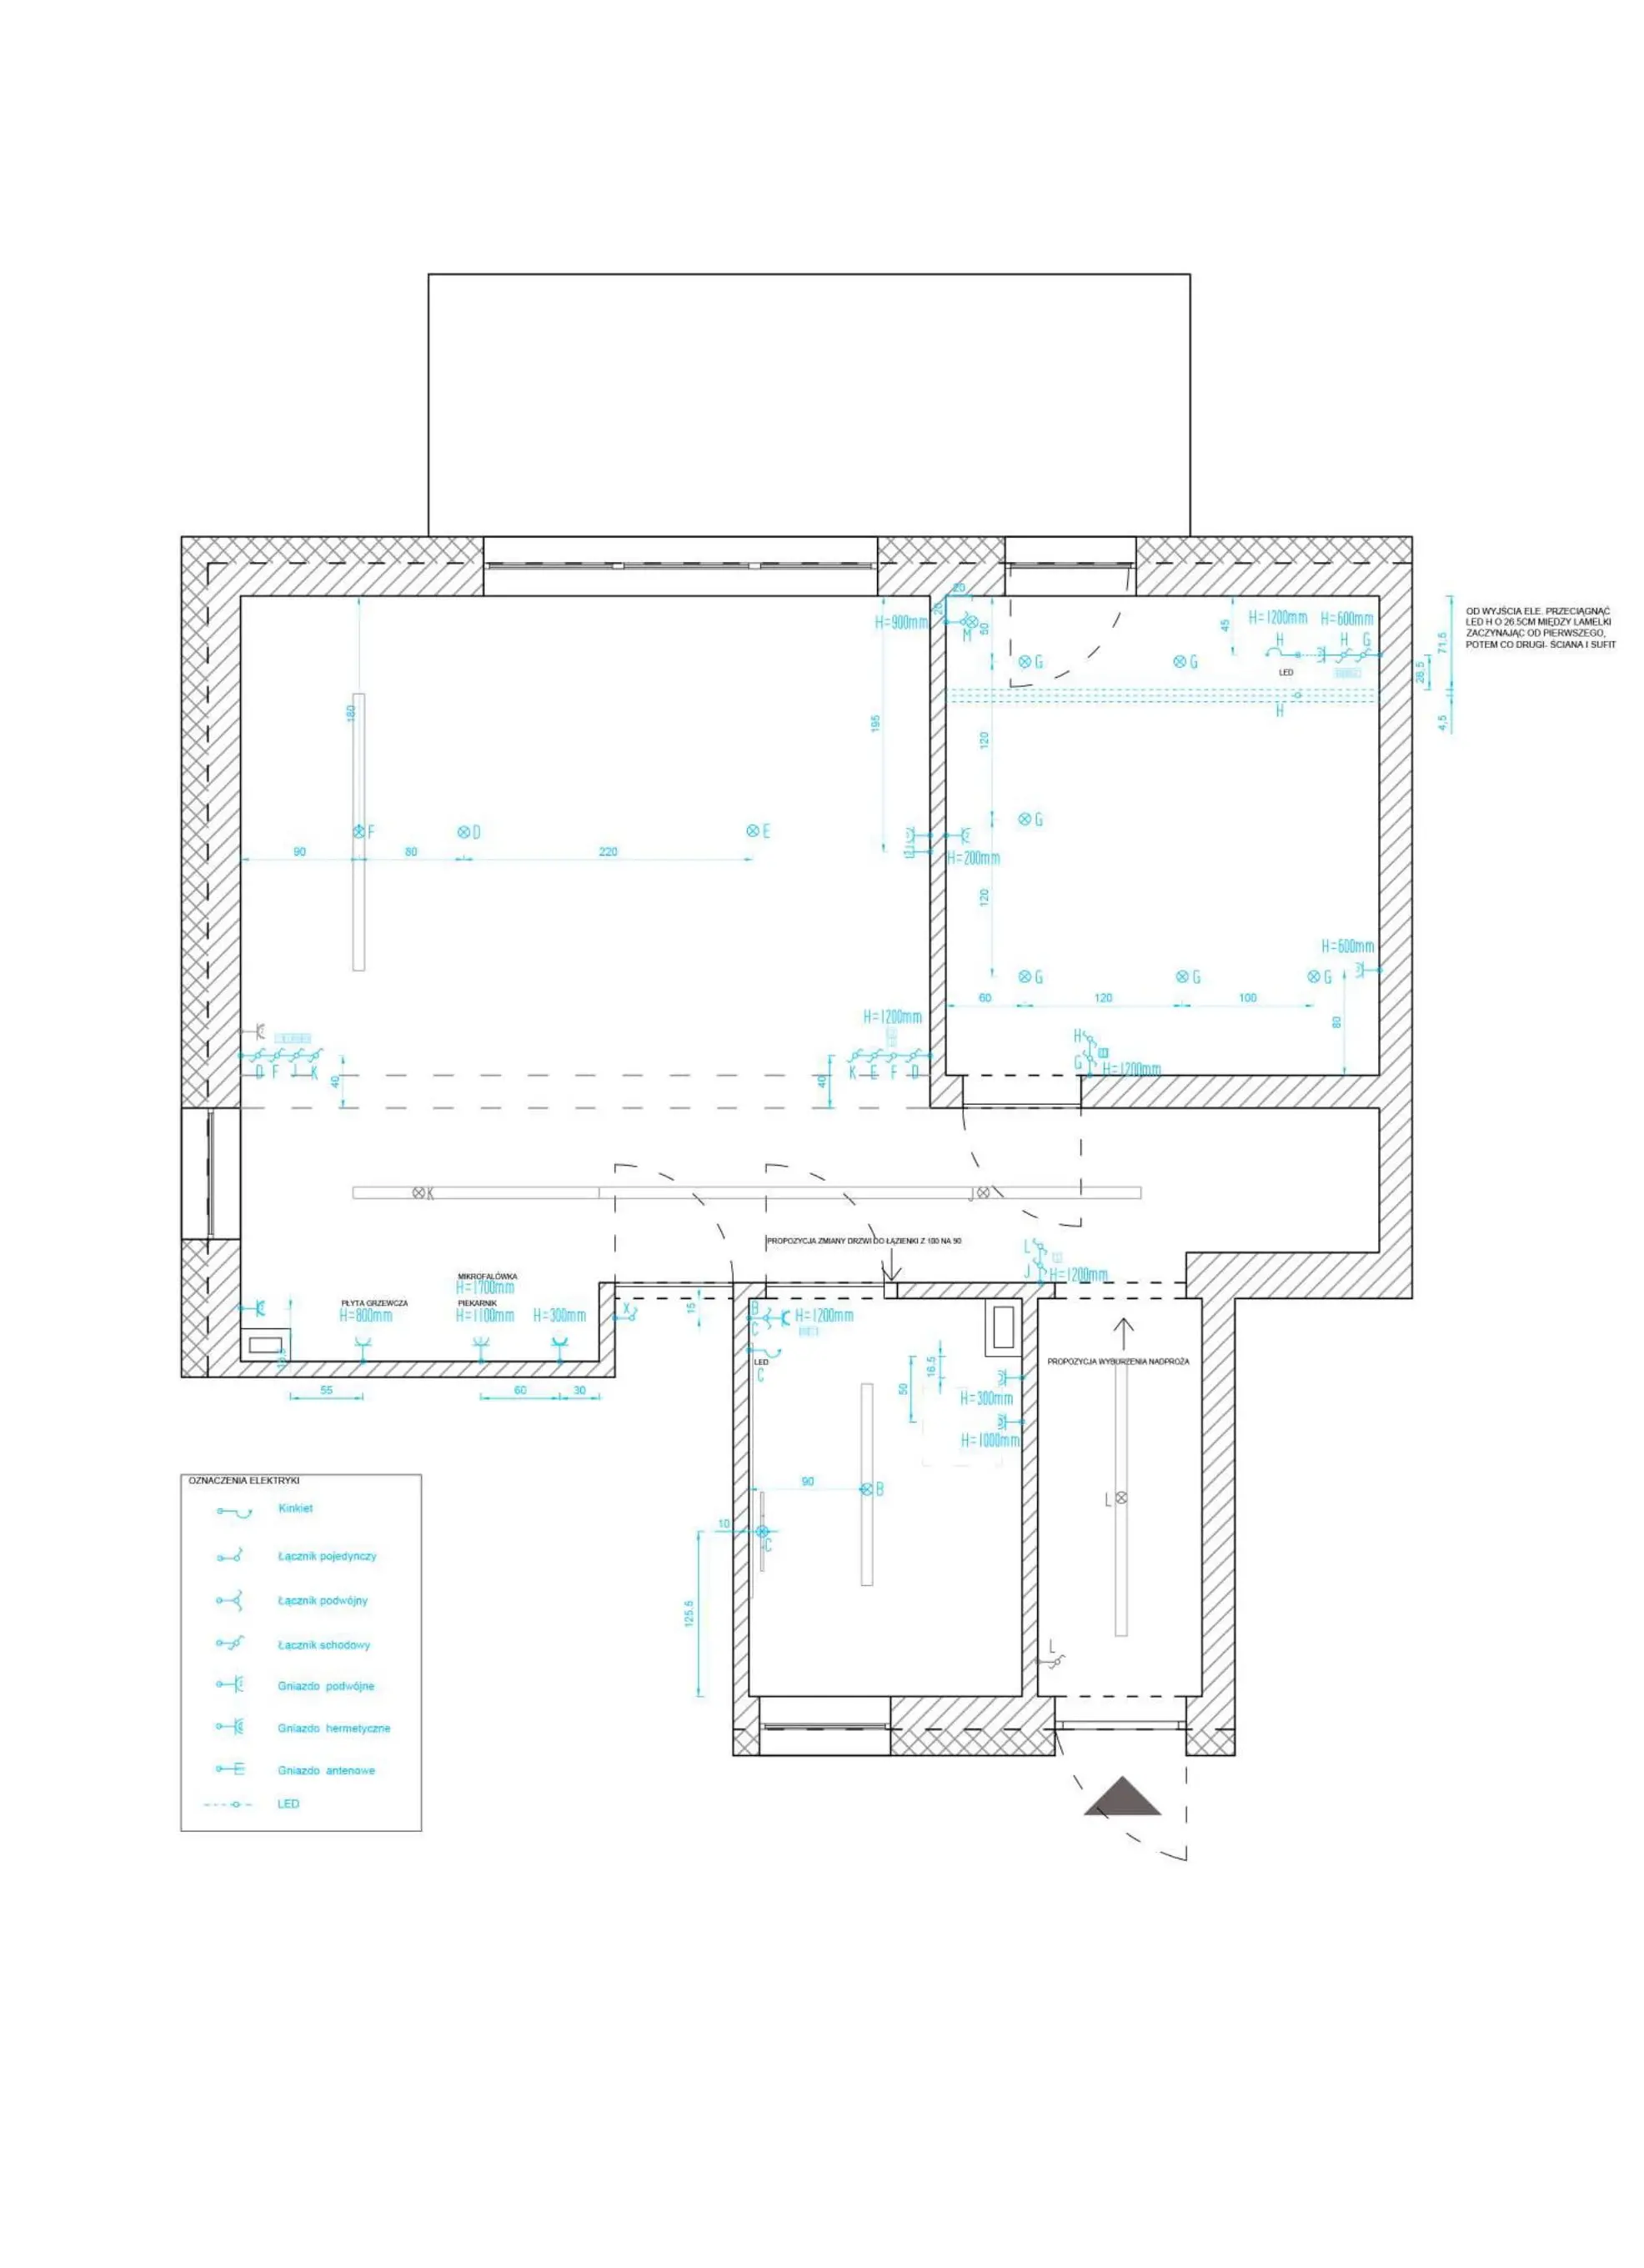 20
20
H=900mm
M
50
45
H=1200mm
H=600mm
H
H
G
G
G
LED
H
71,5
26,5
4,5
OD WYJŚCIA ELE. PRZECIĄGNĄĆ
LED H O 26.5CM MIĘDZY LAMELKI
ZACZYNAJĄC OD PIERWSZEGO,
POTEM CO DRUGI- ŚCIANA I SUFIT
180
195
120
F
D
E
G
90
80
220
H=200mm
120
H=600mm
G
G
G
60
120
100
80
H=1200mm
D F J K
40
40
K E F D
H
G
H=1200mm
K
J
PROPOZYCJA ZMIANY DRZWI DO ŁAZIENKI Z 100 NA 90
L
J
H=1200mm
MIKROFALÓWKA
H=1700mm
PŁYTA GRZEWCZA
H=800mm
PIEKARNIK
H=1100mm
H=300mm
X
15
B
C
H=1200mm
LED
C
55
60
30
16.5
50
H=300mm
H=1000mm
PROPOZYCJA WYBURZENIA NADPROŻA
90
B
L
10
C
125.5
L
OZNACZENIA ELEKTRYKI
Kinkiet
Łącznik pojedynczy
Łącznik podwójny
Łącznik schodowy
Gniazdo podwójne
Gniazdo hermetyczne
Gniazdo antenowe
LED